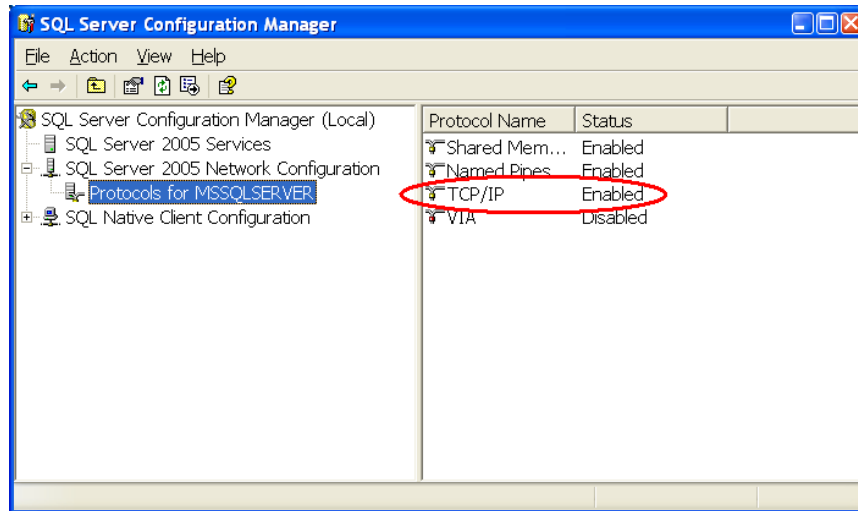 SQL Server Configuration Manager
File Action View Help
SQL Server Configuration Manager (Local)
SQL Server 2005 Services
SQL Server 2005 Network Configuration
Protocols for MSSQLSERVER
SQL Native Client Configuration
Protocol Name Status
Shared Mem... Enabled
Named Pipes Enabled
TCP/IP Enabled
VIA Disabled